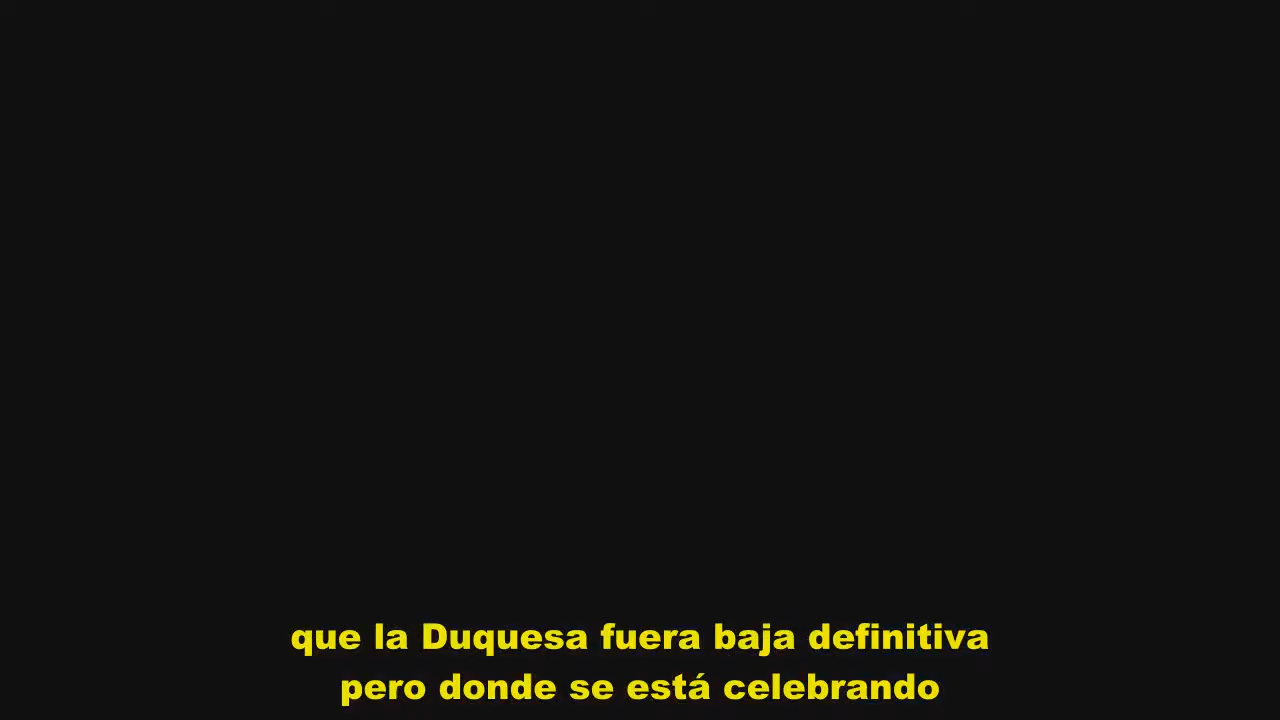 que la Duquesa fuera baja definitiva
pero donde se está celebrando